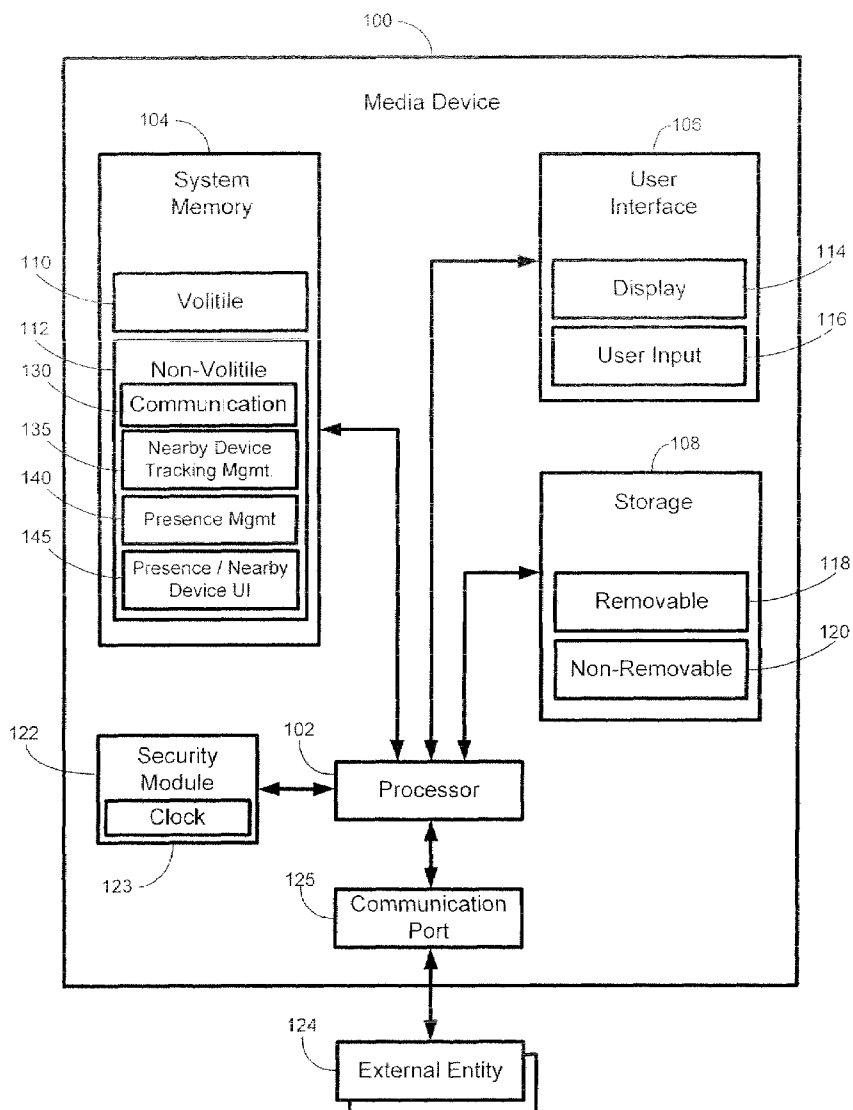 100
Media Device
104
System
Memory
110
Volitile
112
Non-Volitile
130
Communication
135
Nearby Device
Tracking Mgmt.
140
Presence Mgmt
145
Presence / Nearby
Device UI
106
User
Interface
114
Display
116
User Input
108
Storage
118
Removable
120
Non-Removable
122
Security
Module
Clock
123
102
Processor
125
Communication
Port
124
External Entity